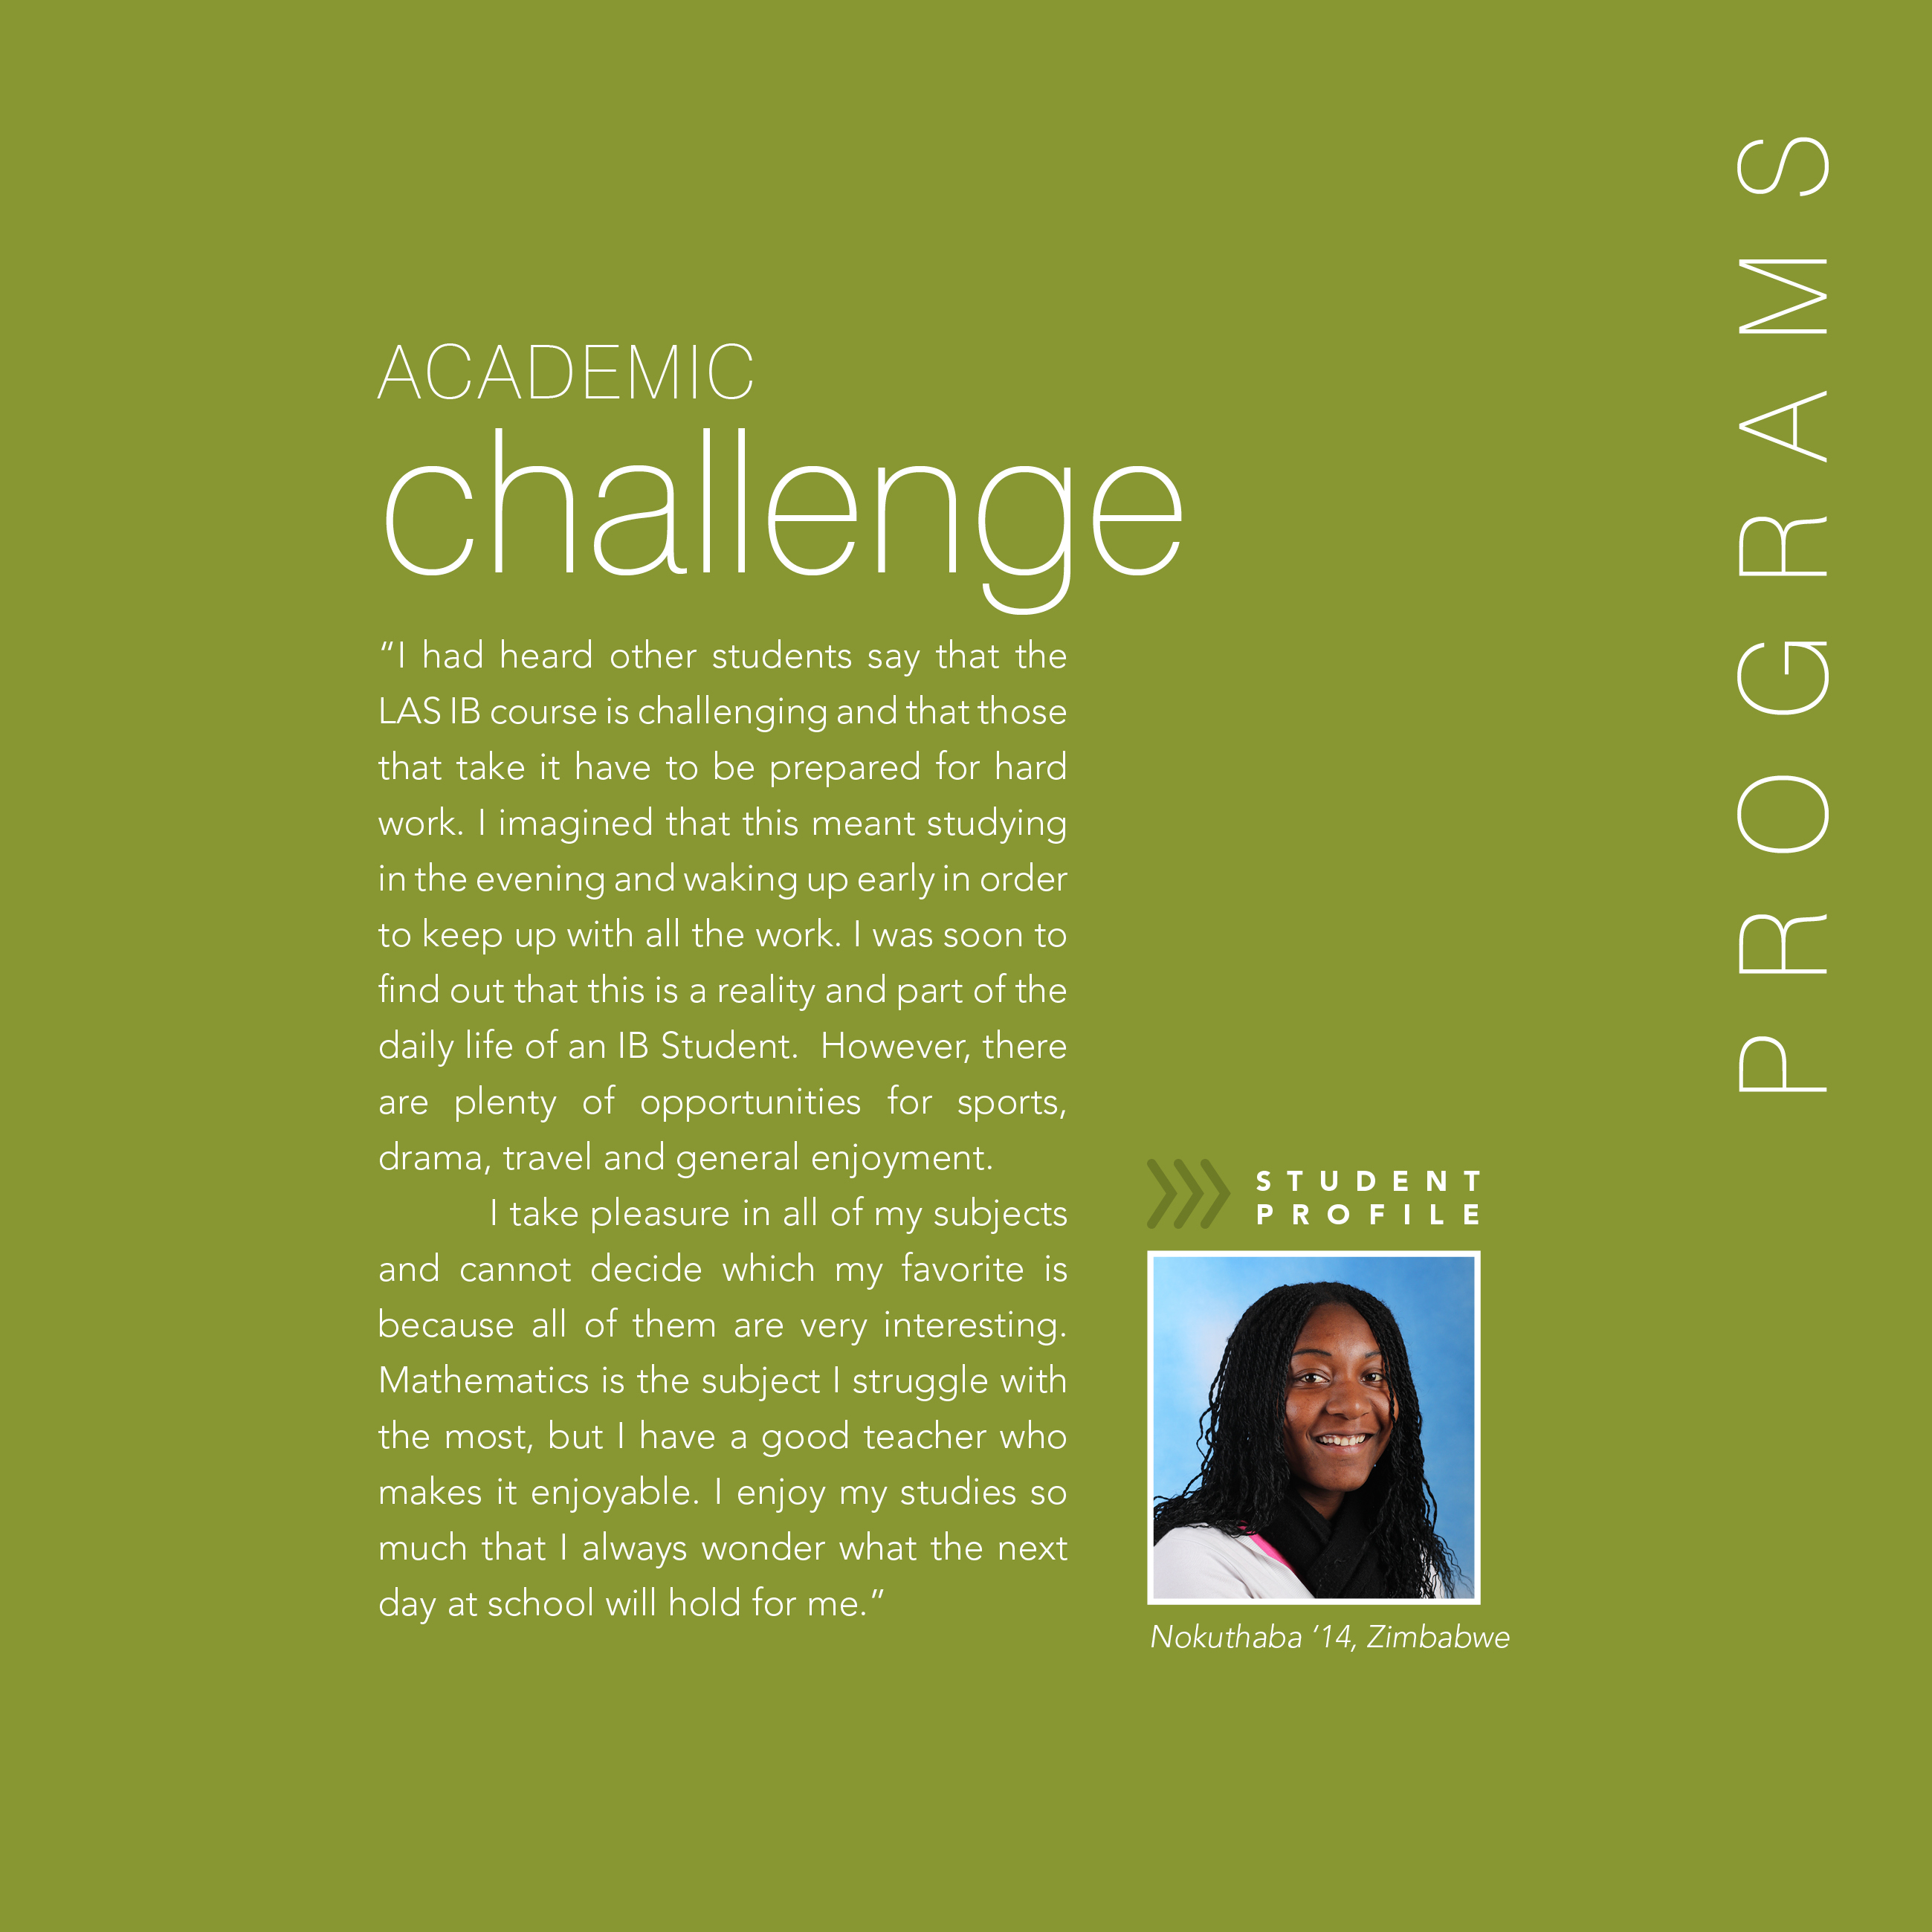 PROGRAMS
ACADEMIC
challenge
“I had heard other students say that the
LAS IB course is challenging and that those
that take it have to be prepared for hard
work. I imagined that this meant studying
in the evening and waking up early in order
to keep up with all the work. I was soon to
find out that this is a reality and part of the
daily life of an IB Student.  However, there
are plenty of opportunities for sports,
drama, travel and general enjoyment.
I take pleasure in all of my subjects
and cannot decide which my favorite is
because all of them are very interesting.
Mathematics is the subject I struggle with
the most, but I have a good teacher who
makes it enjoyable. I enjoy my studies so
much that I always wonder what the next
day at school will hold for me.”
STUDENT
PROFILE
Nokuthaba ‘14, Zimbabwe